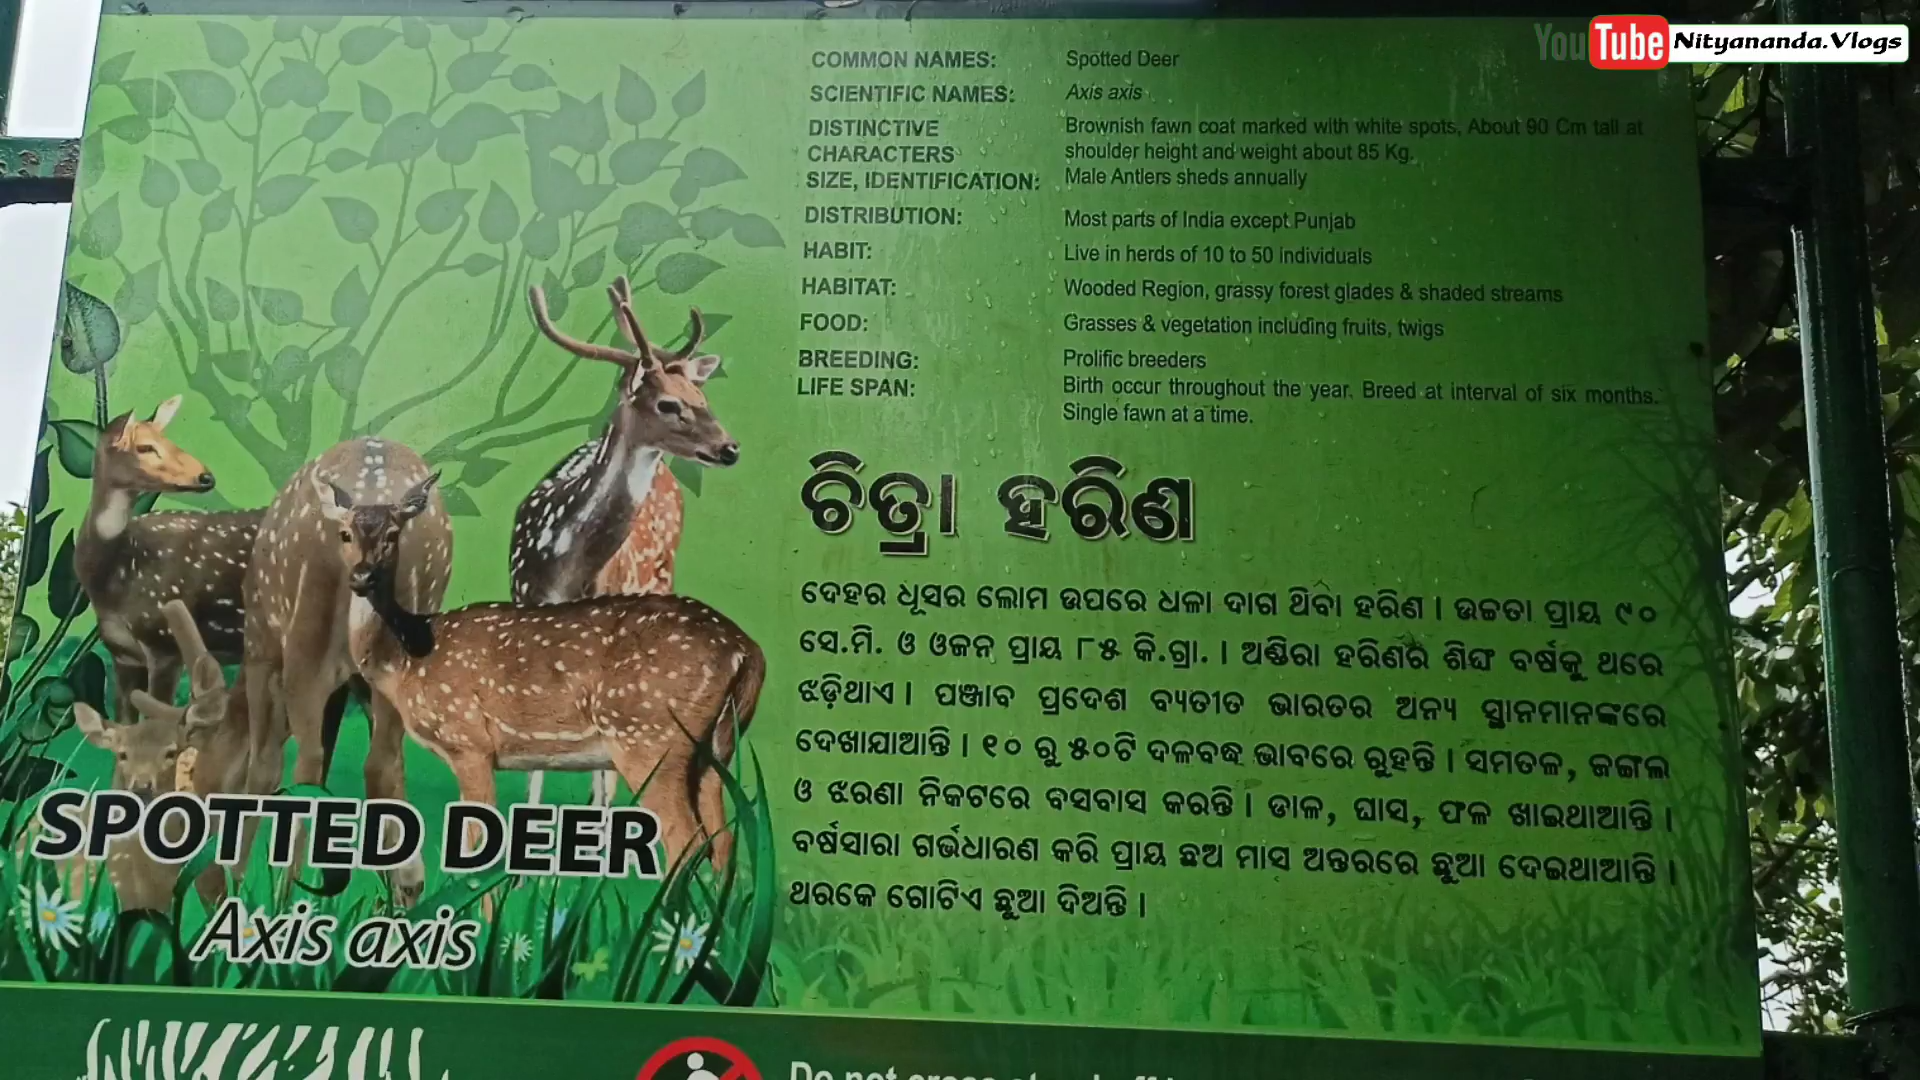 YouTube Nityananda.Vlogs
COMMON NAMES: Spotted Deer
SCIENTIFIC NAMES: Axis axis
DISTINCTIVE CHARACTERS SIZE, IDENTIFICATION: Brownish fawn coat marked with white spots, About 90 Cm tall at
shoulder height and weight about 85 Kg.
Male Antlers sheds annually
DISTRIBUTION: Most parts of India except Punjab
HABIT: Live in herds of 10 to 50 individuals
HABITAT: Wooded Region, grassy forest glades & shaded streams
FOOD: Grasses & vegetation including fruits, twigs
BREEDING: Prolific breeders
LIFE SPAN: Birth occur throughout the year. Breed at interval of six months.
Single fawn at a time.
ଚିତ୍ରା ହରିଣ
ଦେହର ଧୂସର ଲୋମ ଉପରେ ଧଳା ଦାଗ ଥିବା ହରିଣ । ଉଚ୍ଚତା ପ୍ରାୟ ୯୦
ସେ.ମି. ଓ ଓଜନ ପ୍ରାୟ ୮୫ କି.ଗ୍ରା. । ଅଣ୍ଡିରା ହରିଣର ଶିଙ୍ଘ ବର୍ଷକୁ ଥରେ
ଝଡ଼ିଥାଏ । ପଞ୍ଜାବ ପ୍ରଦେଶ ବ୍ୟତୀତ ଭାରତର ଅନ୍ୟ ସ୍ଥାନମାନଙ୍କରେ
ଦେଖାଯାଆନ୍ତି । ୧୦ ରୁ ୫୦ଟି ଦଳବଦ୍ଧ ଭାବରେ ରୁହନ୍ତି । ସମତଳ, ଜଙ୍ଗଲ
ଓ ଝରଣା ନିକଟରେ ବସବାସ କରନ୍ତି । ଡାଳ, ଘାସ, ଫଳ ଖାଇଥାଆନ୍ତି ।
ବର୍ଷସାରା ଗର୍ଭଧାରଣ କରି ପ୍ରାୟ ଛଅ ମାସ ଅନ୍ତରରେ ଛୁଆ ଦେଇଥାଆନ୍ତି ।
ଥରକେ ଗୋଟିଏ ଛୁଆ ଦିଅନ୍ତି ।
SPOTTED DEER
Axis axis
Do not